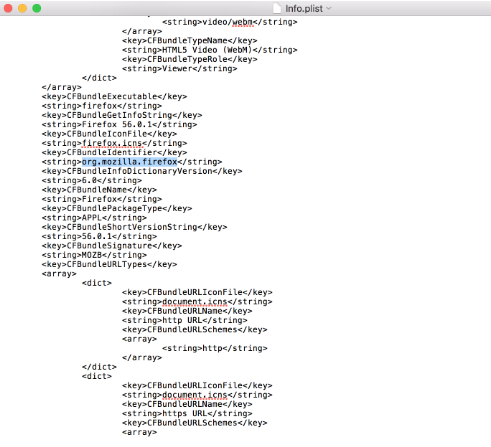 Info.plist
<string>video/webm</string>
</array>
<key>CFBundleTypeName</key>
<string>HTML5 Video (WebM)</string>
<key>CFBundleTypeRole</key>
<string>Viewer</string>
</dict>
</array>
<key>CFBundleExecutable</key>
<string>firefox</string>
<key>CFBundleGetInfoString</key>
<string>Firefox 56.0.1</string>
<key>CFBundleIconFile</key>
<string>firefox.icns</string>
<key>CFBundleIdentifier</key>
<string>org.mozilla.firefox</string>
<key>CFBundleInfoDictionaryVersion</key>
<string>6.0</string>
<key>CFBundleName</key>
<string>Firefox</string>
<key>CFBundlePackageType</key>
<string>APPL</string>
<key>CFBundleShortVersionString</key>
<string>56.0.1</string>
<key>CFBundleSignature</key>
<string>MOZB</string>
<key>CFBundleURLTypes</key>
<array>
<dict>
<key>CFBundleURLIconFile</key>
<string>document.icns</string>
<key>CFBundleURLName</key>
<string>http URL</string>
<key>CFBundleURLSchemes</key>
<array>
<string>http</string>
</array>
</dict>
<dict>
<key>CFBundleURLIconFile</key>
<string>document.icns</string>
<key>CFBundleURLName</key>
<string>https URL</string>
<key>CFBundleURLSchemes</key>
<array>